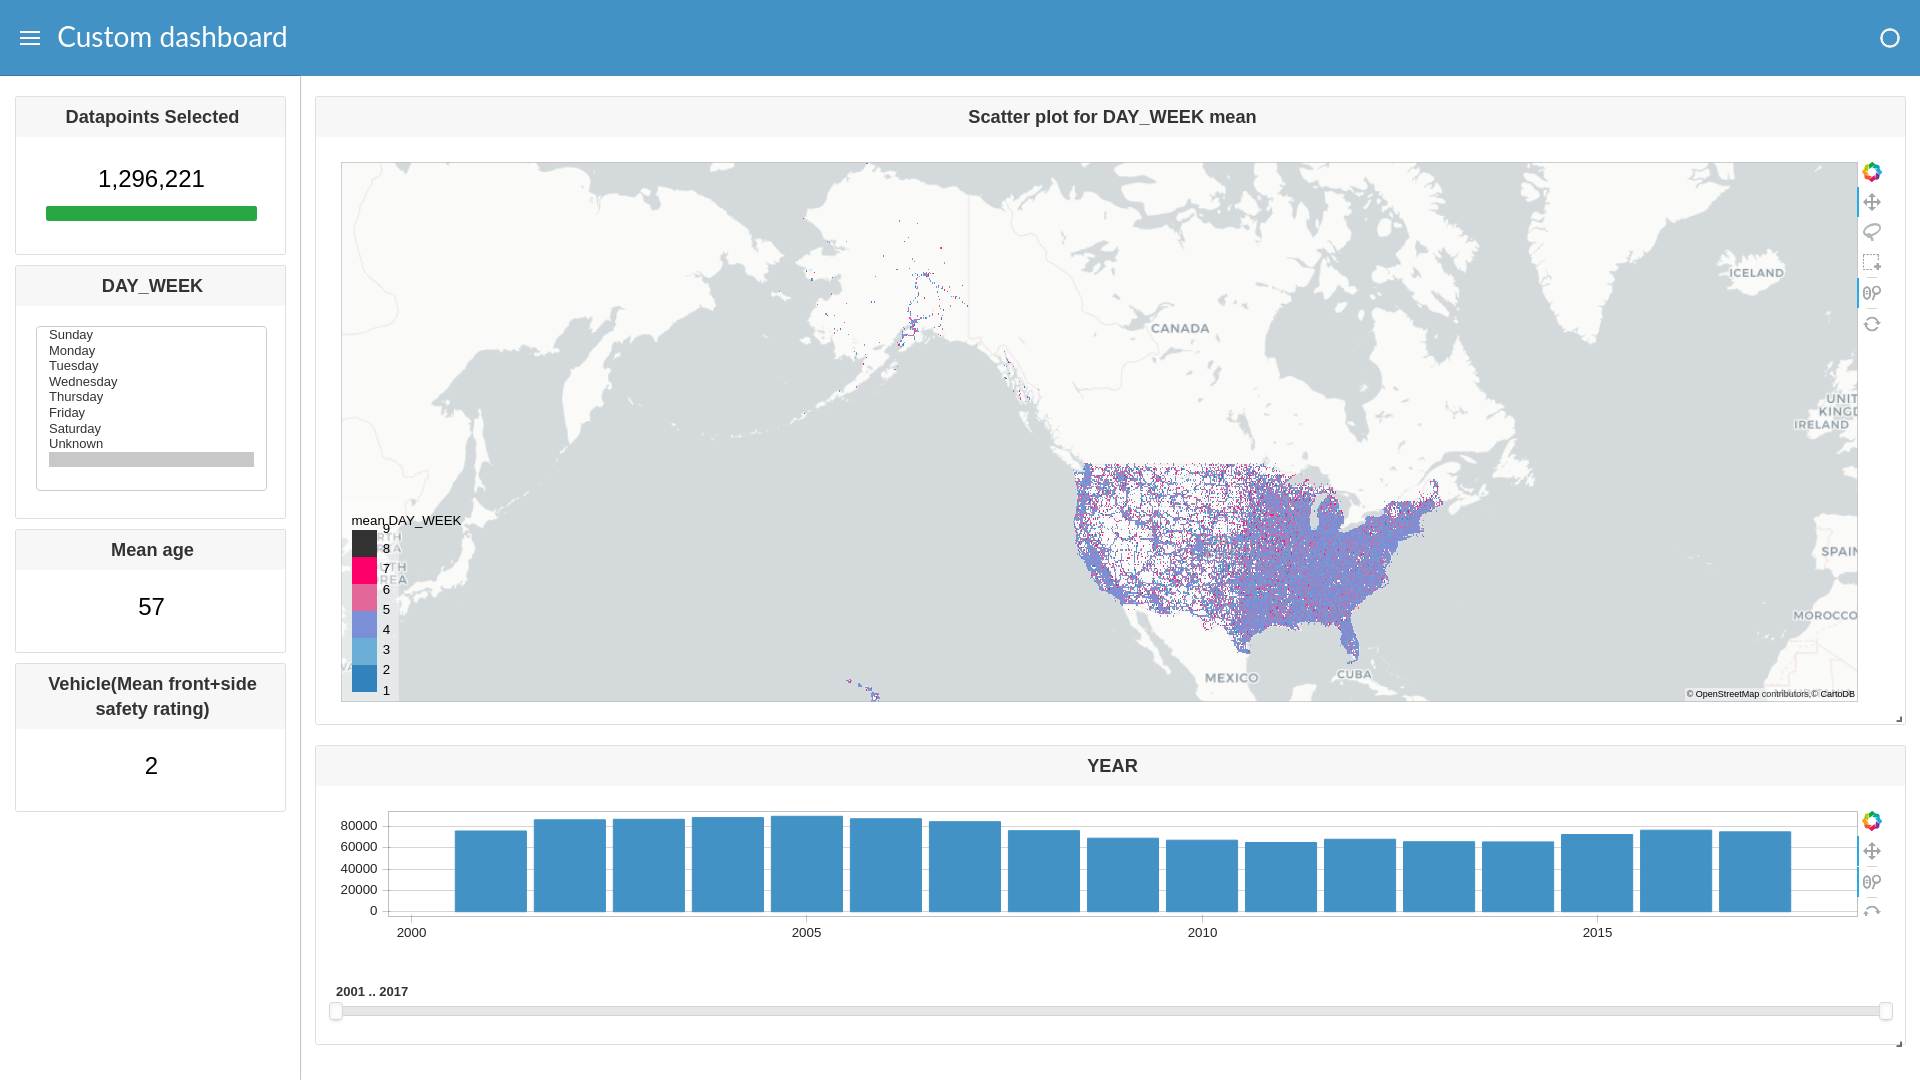 Custom dashboard
Datapoints Selected
1,296,221
DAY_WEEK
Sunday
Monday
Tuesday
Wednesday
Thursday
Friday
Saturday
Unknown
Mean age
57
Vehicle(Mean front+side
safety rating)
2
Scatter plot for DAY_WEEK mean
ICELAND
CANADA
UNIT
KINGD
IRELAND
SPAIN
MOROCCO
MEXICO
CUBA
mean DAY_WEEK
9
8
7
6
5
4
3
2
1
© OpenStreetMap contributors,© CartoDB
YEAR
80000
60000
40000
20000
0
2000
2005
2010
2015
2001 .. 2017